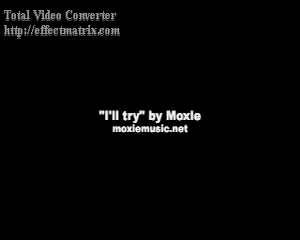 Total Video Converter
http://effectmatrix.com
"I'll try" by Moxie
moxiemusic.net